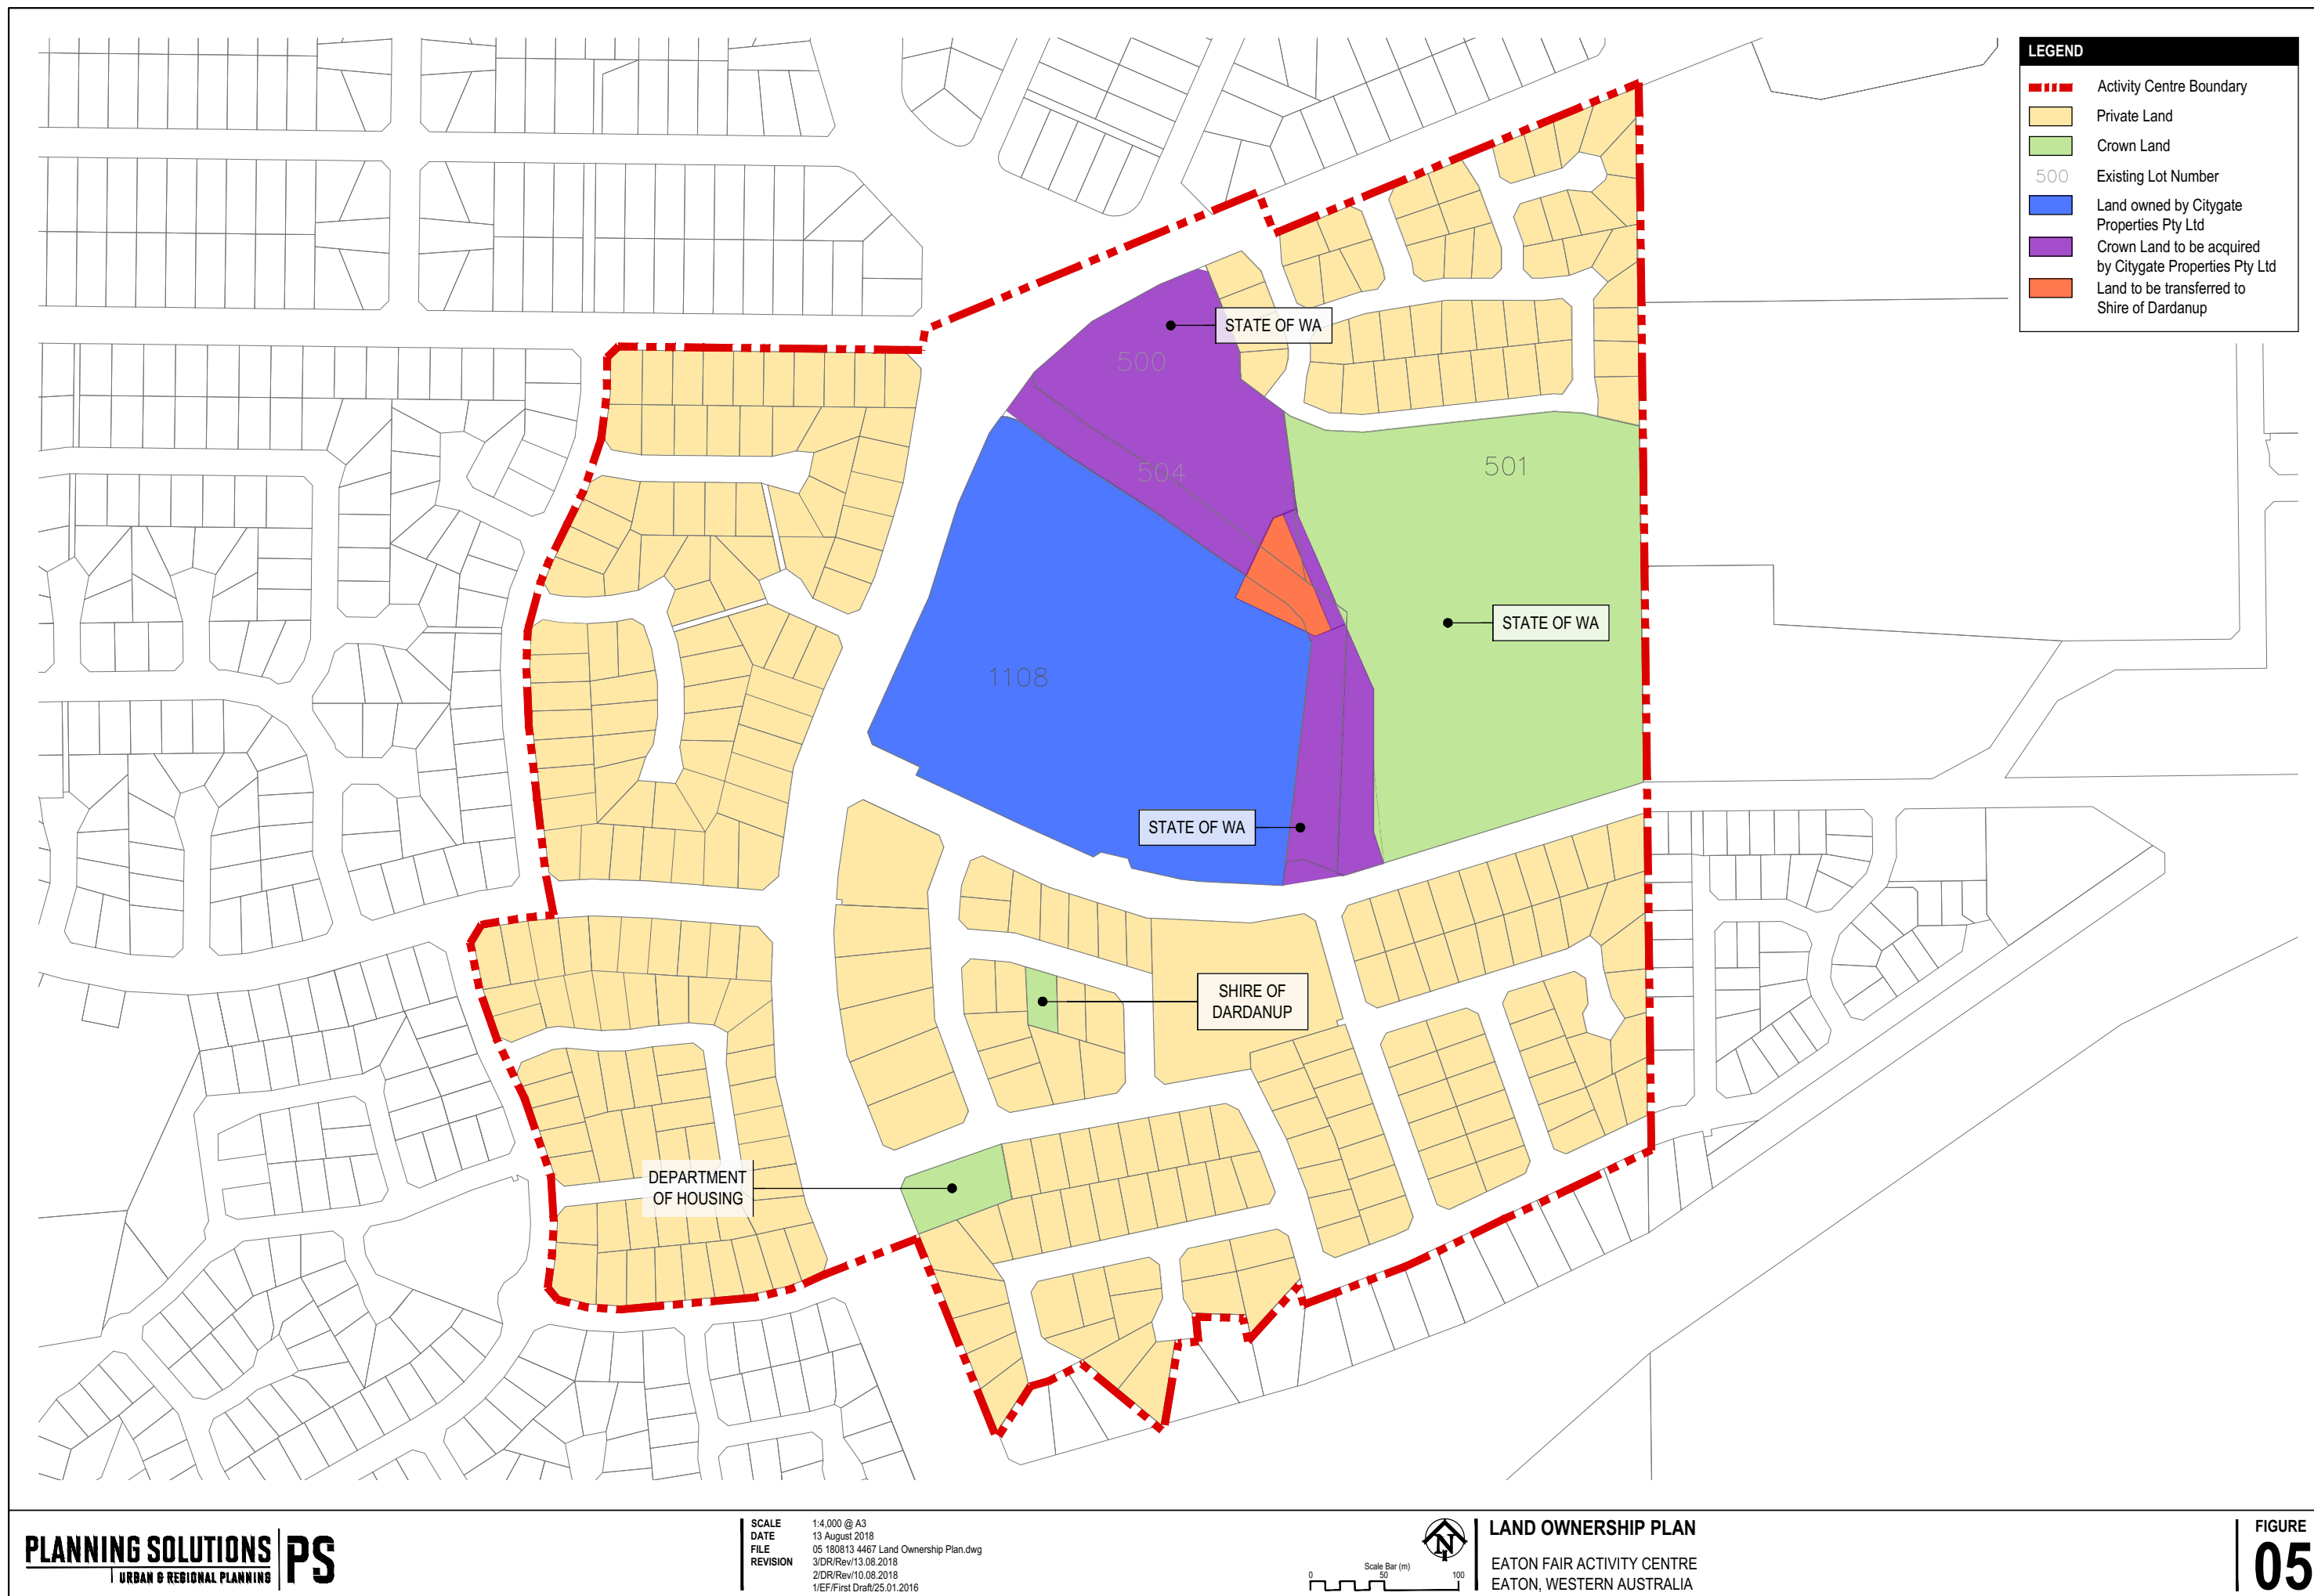 LEGEND
Activity Centre Boundary
Private Land
Crown Land
500 Existing Lot Number
Land owned by Citygate
Properties Pty Ltd
Crown Land to be acquired
by Citygate Properties Pty Ltd
Land to be transferred to
Shire of Dardanup
STATE OF WA
500
504
501
STATE OF WA
1108
STATE OF WA
SHIRE OF
DARDANUP
DEPARTMENT
OF HOUSING
PLANNING SOLUTIONS
URBAN & REGIONAL PLANNING
PS
SCALE 1:4,000 @ A3
DATE 13 August 2018
FILE 05 180813 4467 Land Ownership Plan.dwg
REVISION 3/DR/Rev/13.08.2018
2/DR/Rev/10.08.2018
1/EF/First Draft/25.01.2016
Scale Bar (m)
0 50 100
N
LAND OWNERSHIP PLAN
EATON FAIR ACTIVITY CENTRE
EATON, WESTERN AUSTRALIA
FIGURE
05